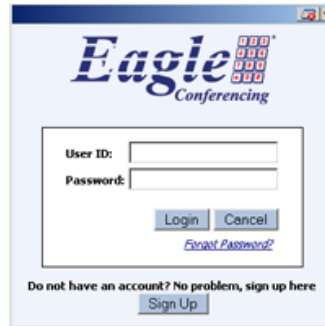 Eagle
Conferencing
User ID:
Password:
Login Cancel
Forgot Password?
Do not have an account? No problem, sign up here
Sign Up